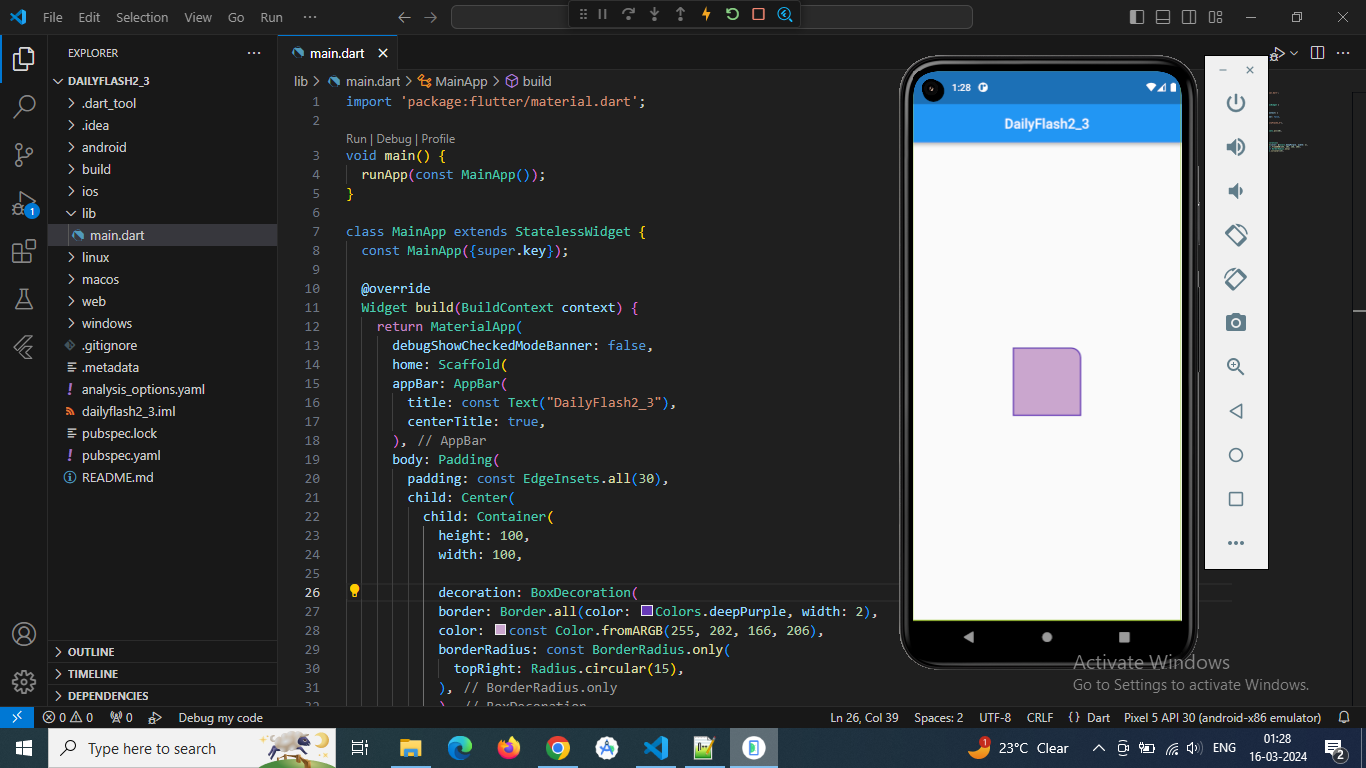 File Edit Selection View Go Run ···
EXPLORER ···
DAILYFLASH2_3
.dart_tool
.idea
android
build
ios
lib
main.dart
linux
macos
web
windows
.gitignore
.metadata
analysis_options.yaml
dailyflash2_3.iml
pubspec.lock
pubspec.yaml
README.md
OUTLINE
TIMELINE
DEPENDENCIES
1
main.dart
lib > main.dart > MainApp > build
1 import 'package:flutter/material.dart';
2
Run | Debug | Profile
3 void main() {
4 runApp(const MainApp());
5 }
6
7 class MainApp extends StatelessWidget {
8 const MainApp({super.key});
9
10 @override
11 Widget build(BuildContext context) {
12 return MaterialApp(
13 debugShowCheckedModeBanner: false,
14 home: Scaffold(
15 appBar: AppBar(
16 title: const Text("DailyFlash2_3"),
17 centerTitle: true,
18 ), // AppBar
19 body: Padding(
20 padding: const EdgeInsets.all(30),
21 child: Center(
22 child: Container(
23 height: 100,
24 width: 100,
25
26 decoration: BoxDecoration(
27 border: Border.all(color: Colors.deepPurple, width: 2),
28 color: const Color.fromARGB(255, 202, 166, 206),
29 borderRadius: const BorderRadius.only(
30 topRight: Radius.circular(15),
31 ), // BorderRadius.only
32 ), // BoxDecoration
1:28
DailyFlash2_3
Activate Windows
Go to Settings to activate Windows.
0 0 0 Debug my code
Ln 26, Col 39 Spaces: 2 UTF-8 CRLF {} Dart Pixel 5 API 30 (android-x86 emulator)
Type here to search
1 23°C Clear ENG 01:28
16-03-2024
2